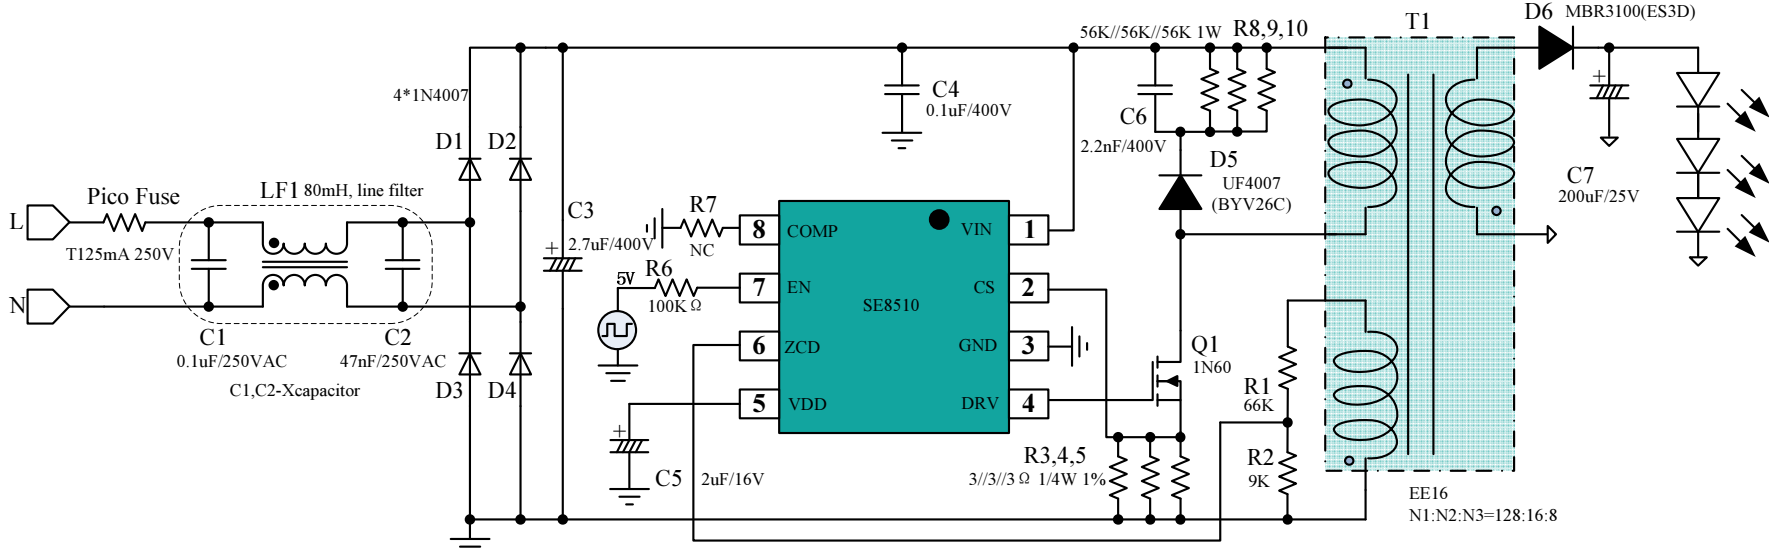 56K//56K//56K 1W
R8,9,10
T1
D6
MBR3100(ES3D)
4*1N4007
C4
0.1uF/400V
C6
2.2nF/400V
D1
D2
D5
UF4007
(BYV26C)
C7
200uF/25V
Pico Fuse
LF1 80mH, line filter
L
T125mA 250V
C3
2.7uF/400V
R7
NC
8
COMP
VIN
1
5V
R6
100KΩ
7
EN
CS
2
SE8510
N
C1
0.1uF/250VAC
C2
47nF/250VAC
C1,C2-Xcapacitor
6
ZCD
GND
3
Q1
1N60
D3
D4
5
VDD
DRV
4
R1
66K
C5
2uF/16V
R3,4,5
3//3//3Ω 1/4W 1%
R2
9K
EE16
N1:N2:N3=128:16:8